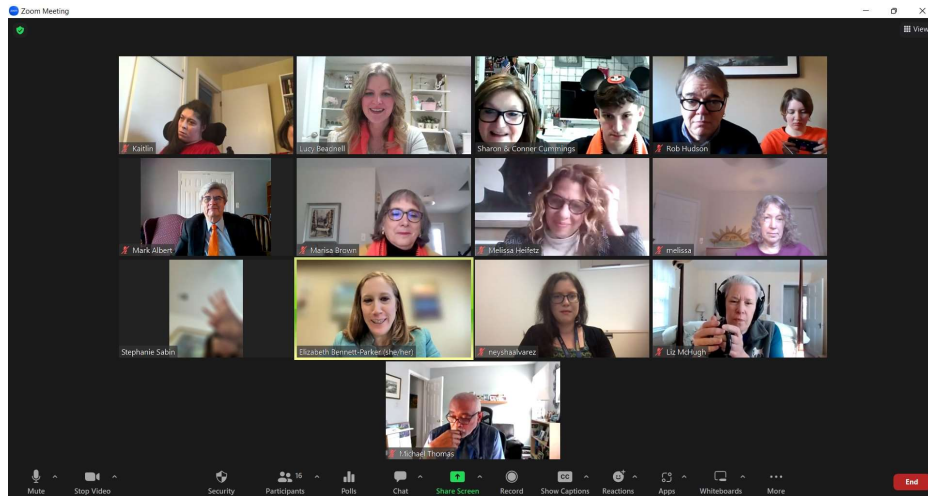 Zoom Meeting
View
Kaitlin
Lucy Beadnell
Sharon & Conner Cummings
Rob Hudson
Mark Albert
Marisa Brown
Melissa Heifetz
melissa
Stephanie Sabin
Elizabeth Bennett-Parker (she/her)
neyshaalvarez
Liz McHugh
Michael Thomas
16
CC
Mute
Stop Video
Security
Participants
Polls
Chat
Share Screen
Record
Show Captions
Reactions
Apps
Whiteboards
More
End